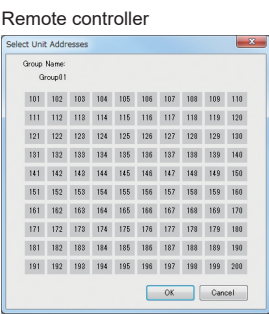 Remote controller
Select Unit Addresses
Group Name:
Group01
101 102 103 104 105 106 107 108 109 110
111 112 113 114 115 116 117 118 119 120
121 122 123 124 125 126 127 128 129 130
131 132 133 134 135 136 137 138 139 140
141 142 143 144 145 146 147 148 149 150
151 152 153 154 155 156 157 158 159 160
161 162 163 164 165 166 167 168 169 170
171 172 173 174 175 176 177 178 179 180
181 182 183 184 185 186 187 188 189 190
191 192 193 194 195 196 197 198 199 200
OK Cancel